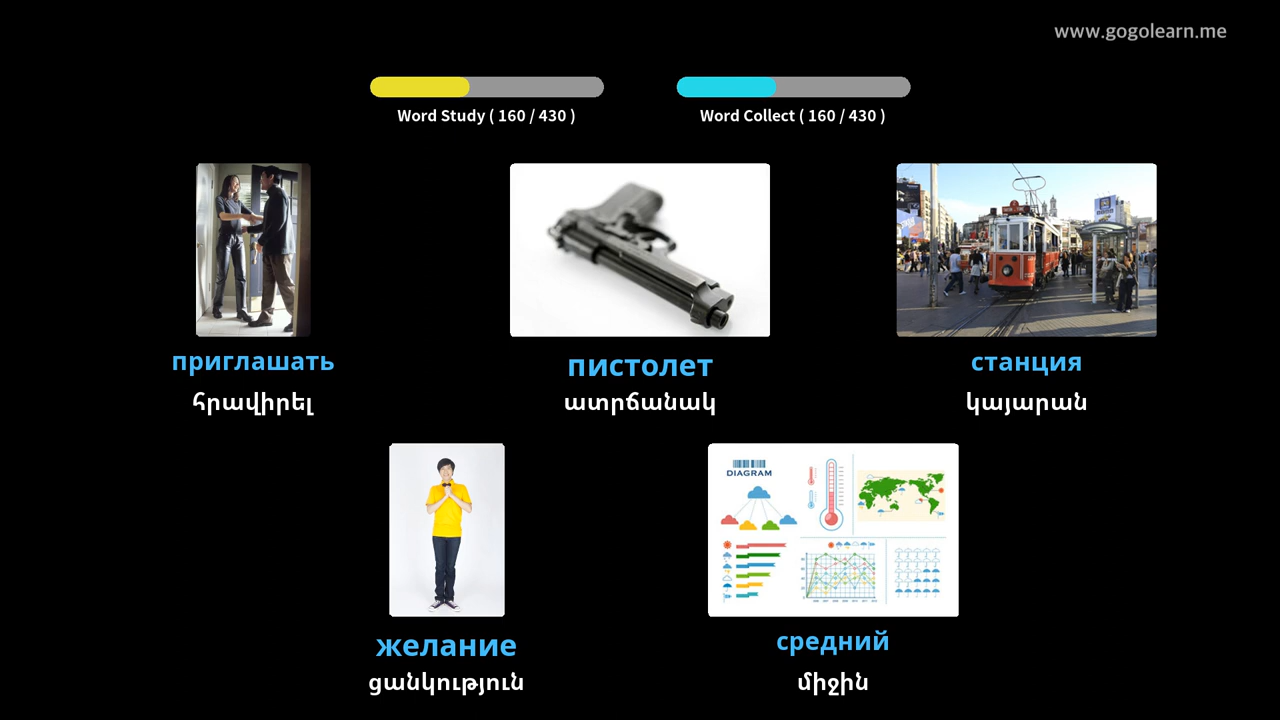 www.gogolearn.me
Word Study ( 160 / 430 )
Word Collect ( 160 / 430 )
приглашать
հրավիրել
пистолет
ատրճանակ
станция
կայարան
DIAGRAM
желание
ցանկություն
средний
միջին